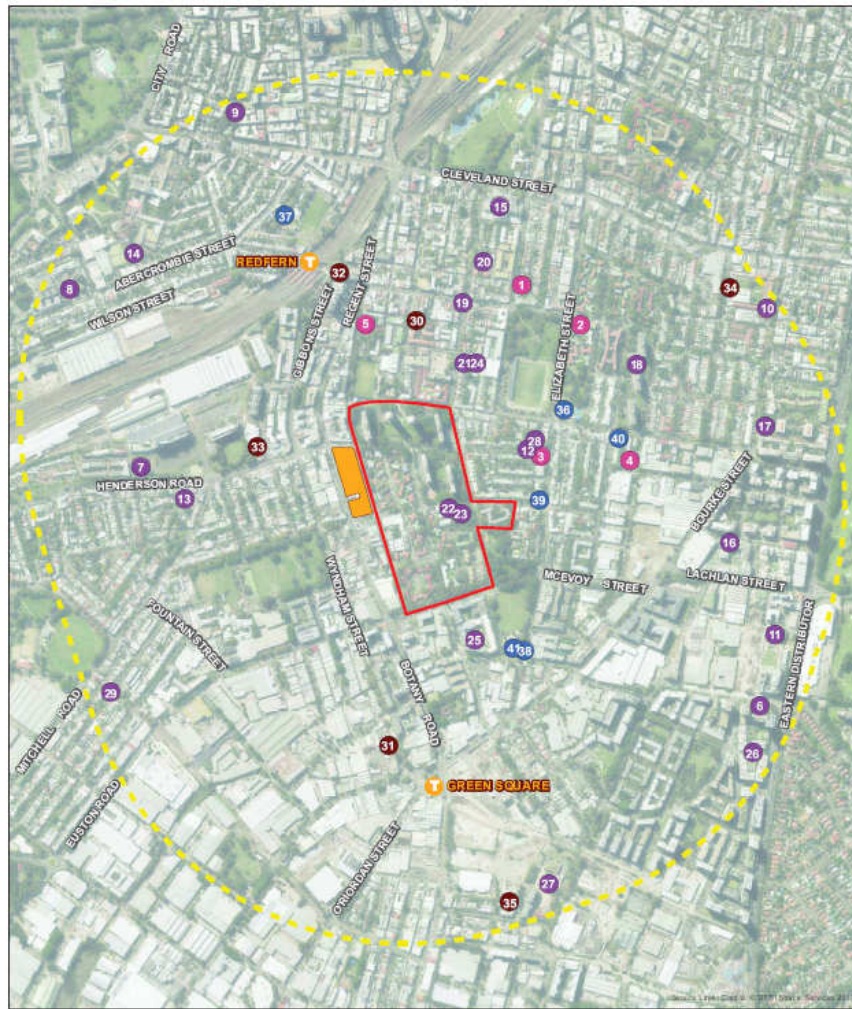 CITY ROAD
9
CLEVELAND STREET
15
37
14
ABERCROMBIE STREET
REDFERN
T
20
32
8
WILSON STREET
REGENT STREET
1
34
10
19
GIBBONS STREET
5
30
2
ELIZABETH STREET
21
24
18
36
17
33
28
40
12
3
4
7
HENDERSON ROAD
13
BOURKE STREET
39
22
23
16
WYNDHAM STREET
MCEVOY STREET
LACHLAN STREET
FOUNTAIN STREET
25
41
38
11
EASTERN DISTRIBUTOR
BOTANY ROAD
29
MITCHELL ROAD
6
31
26
T
GREEN SQUARE
EUSTON ROAD
O'RIORDAN STREET
27
35